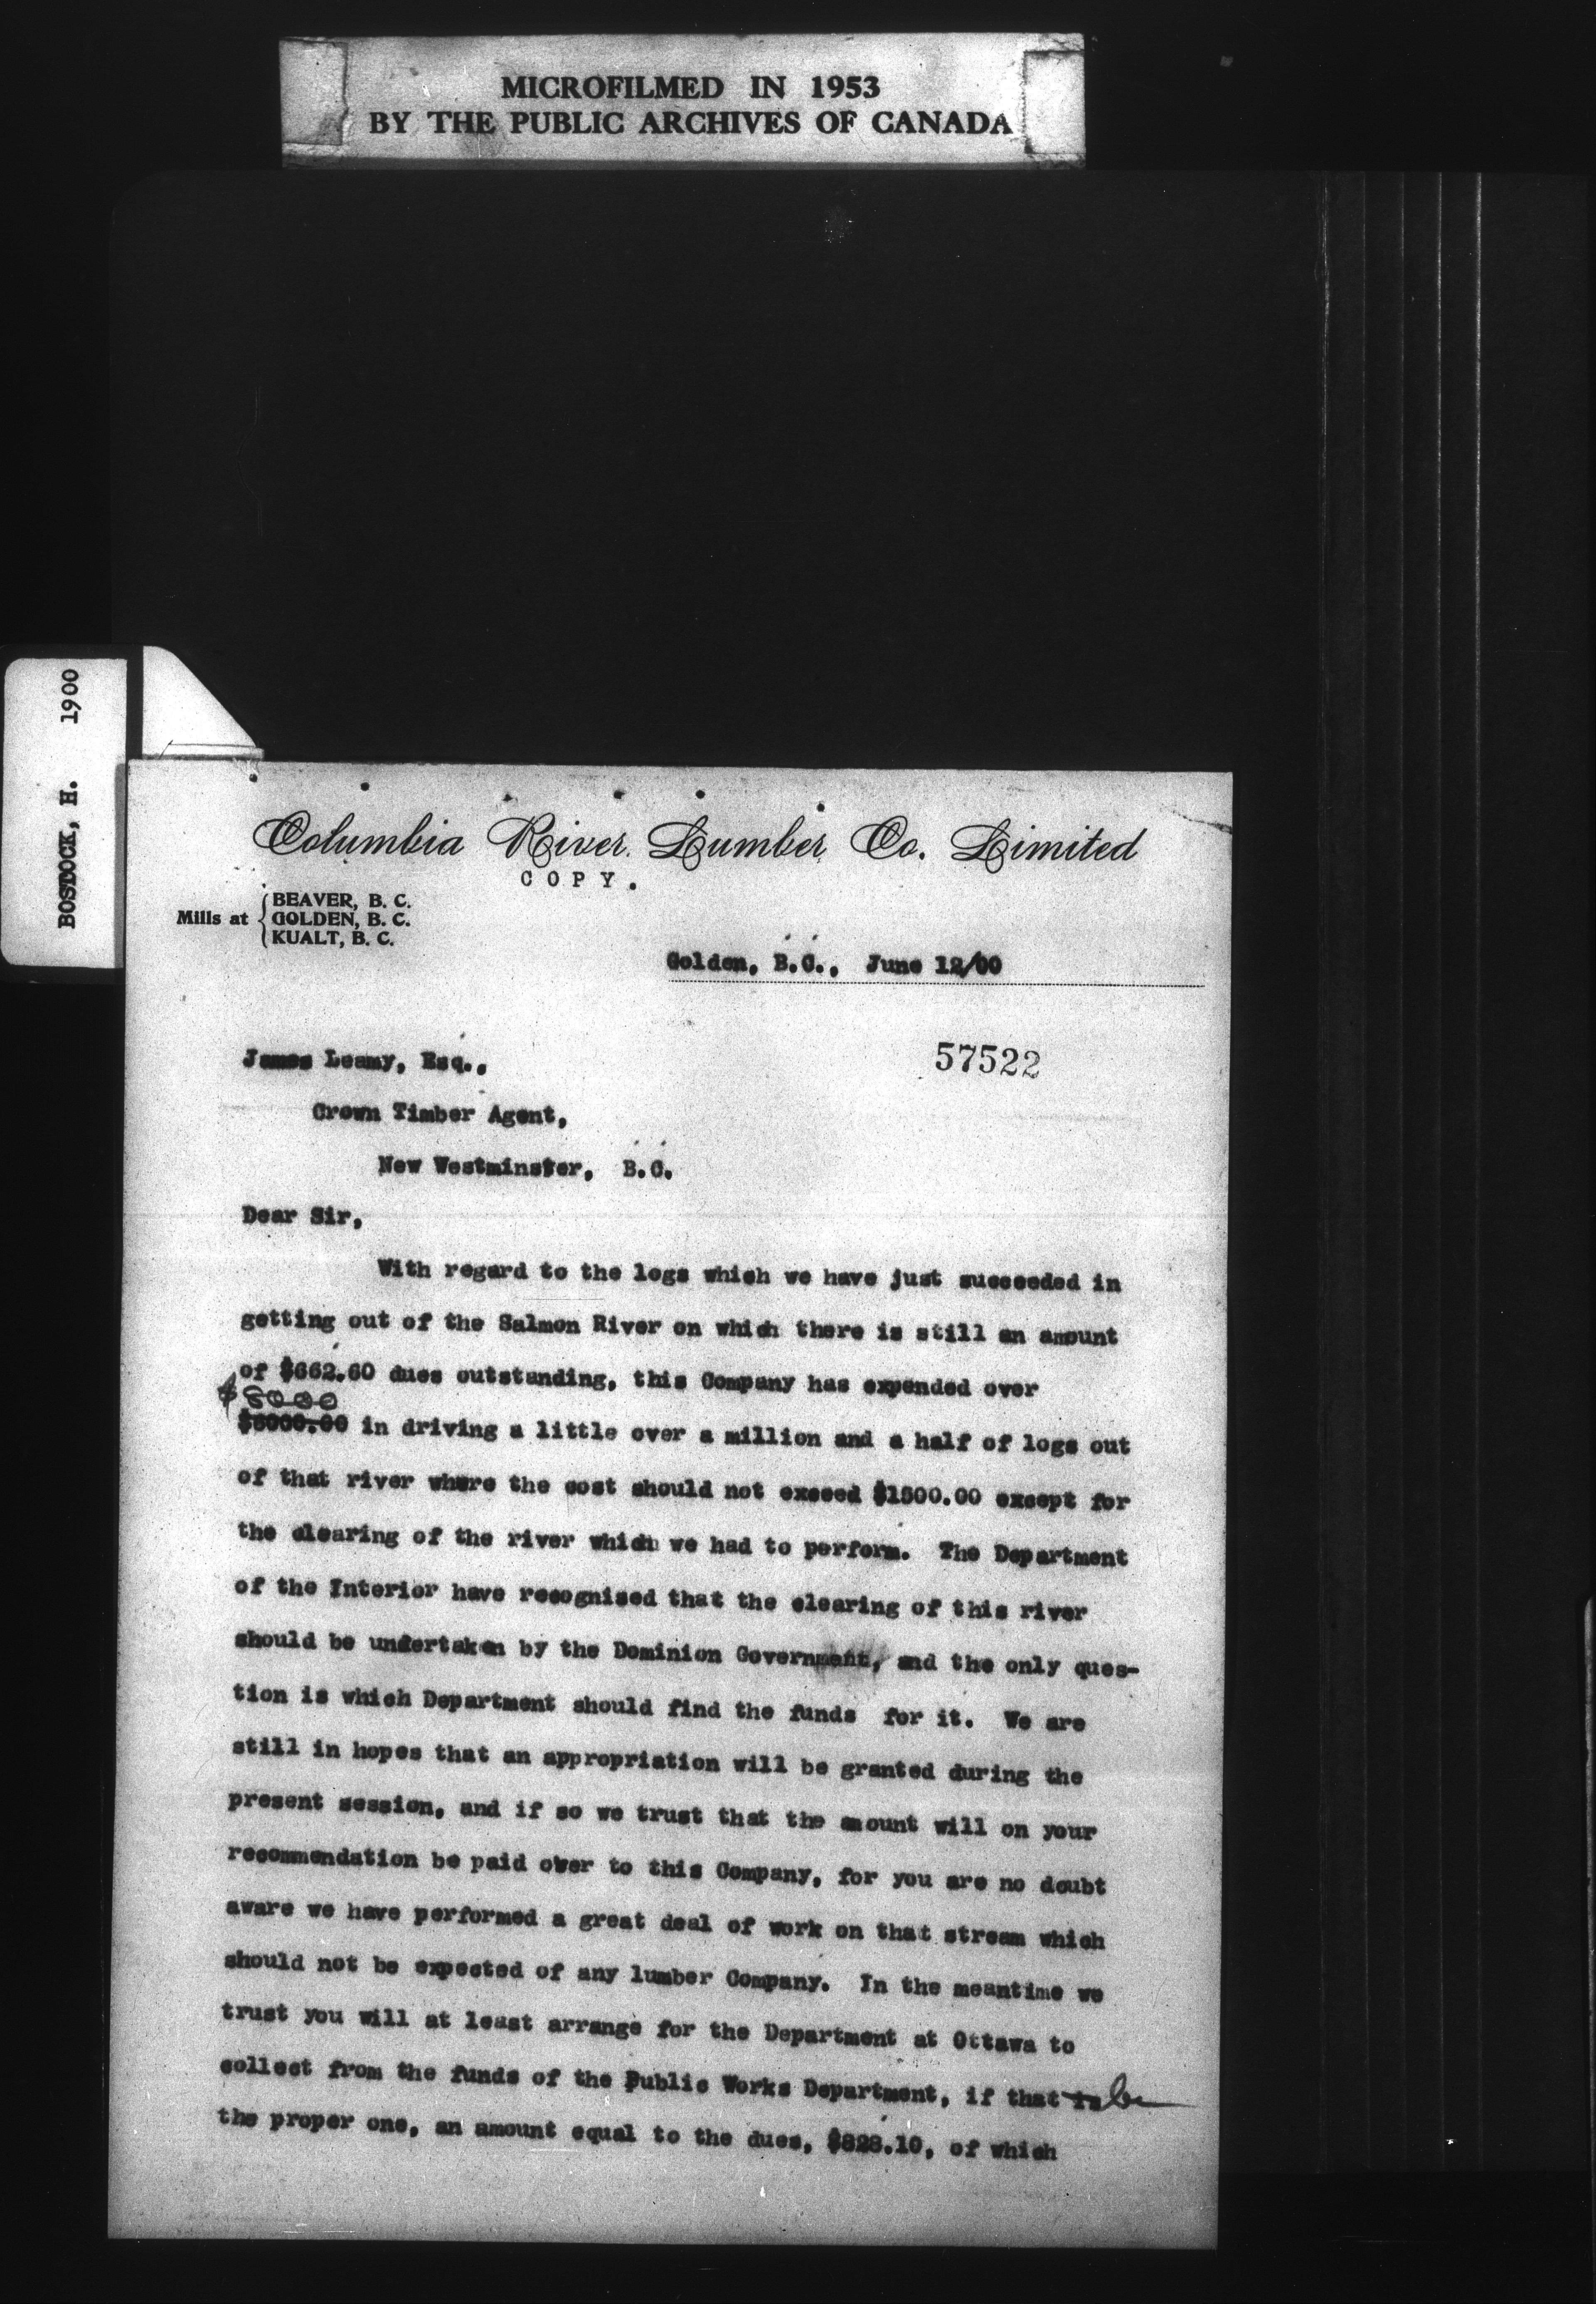 MICROFILMED IN 1953
BY THE PUBLIC ARCHIVES OF CANADA
BOSTOCK, H. 1900
Columbia River Lumber Co. Limited
COPY.
Mills at
BEAVER, B. C.
GOLDEN, B. C.
KUALT, B. C.
Golden, B.C., June 12/00
57522
James Leamy, Esq.,
Crown Timber Agent,
New Westminster, B.C.
Dear Sir,
With regard to the logs which we have just succeeded in
getting out of the Salmon River on which there is still an amount
of $662.60 dues outstanding, this Company has expended over
$8000
in driving a little over a million and a half of logs out
of that river where the cost should not exceed $1500.00 except for
the clearing of the river which we had to perform. The Department
of the Interior have recognised that the clearing of this river
should be undertaken by the Dominion Government, and the only ques-
tion is which Department should find the funds for it. We are
still in hopes that an appropriation will be granted during the
present session, and if so we trust that the amount will on your
recommendation be paid over to this Company, for you are no doubt
aware we have performed a great deal of work on that stream which
should not be expected of any lumber Company. In the meantime we
trust you will at least arrange for the Department at Ottawa to
collect from the funds of the Public Works Department, if that is be
the proper one, an amount equal to the dues, $828.10, of which